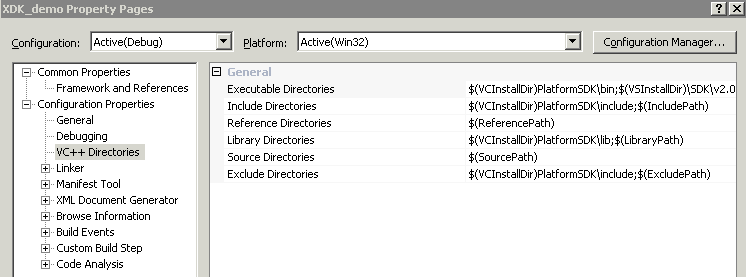 XDK_demo Property Pages
Configuration: Active(Debug) Platform: Active(Win32) Configuration Manager...
Common Properties
Framework and References
Configuration Properties
General
Debugging
VC++ Directories
Linker
Manifest Tool
XML Document Generator
Browse Information
Build Events
Custom Build Step
Code Analysis
General
Executable Directories $(VCInstallDir)PlatformSDK\bin;$(VSInstallDir)\SDK\v2.0
Include Directories $(VCInstallDir)PlatformSDK\include;$(IncludePath)
Reference Directories $(ReferencePath)
Library Directories $(VCInstallDir)PlatformSDK\lib;$(LibraryPath)
Source Directories $(SourcePath)
Exclude Directories $(VCInstallDir)PlatformSDK\include;$(ExcludePath)